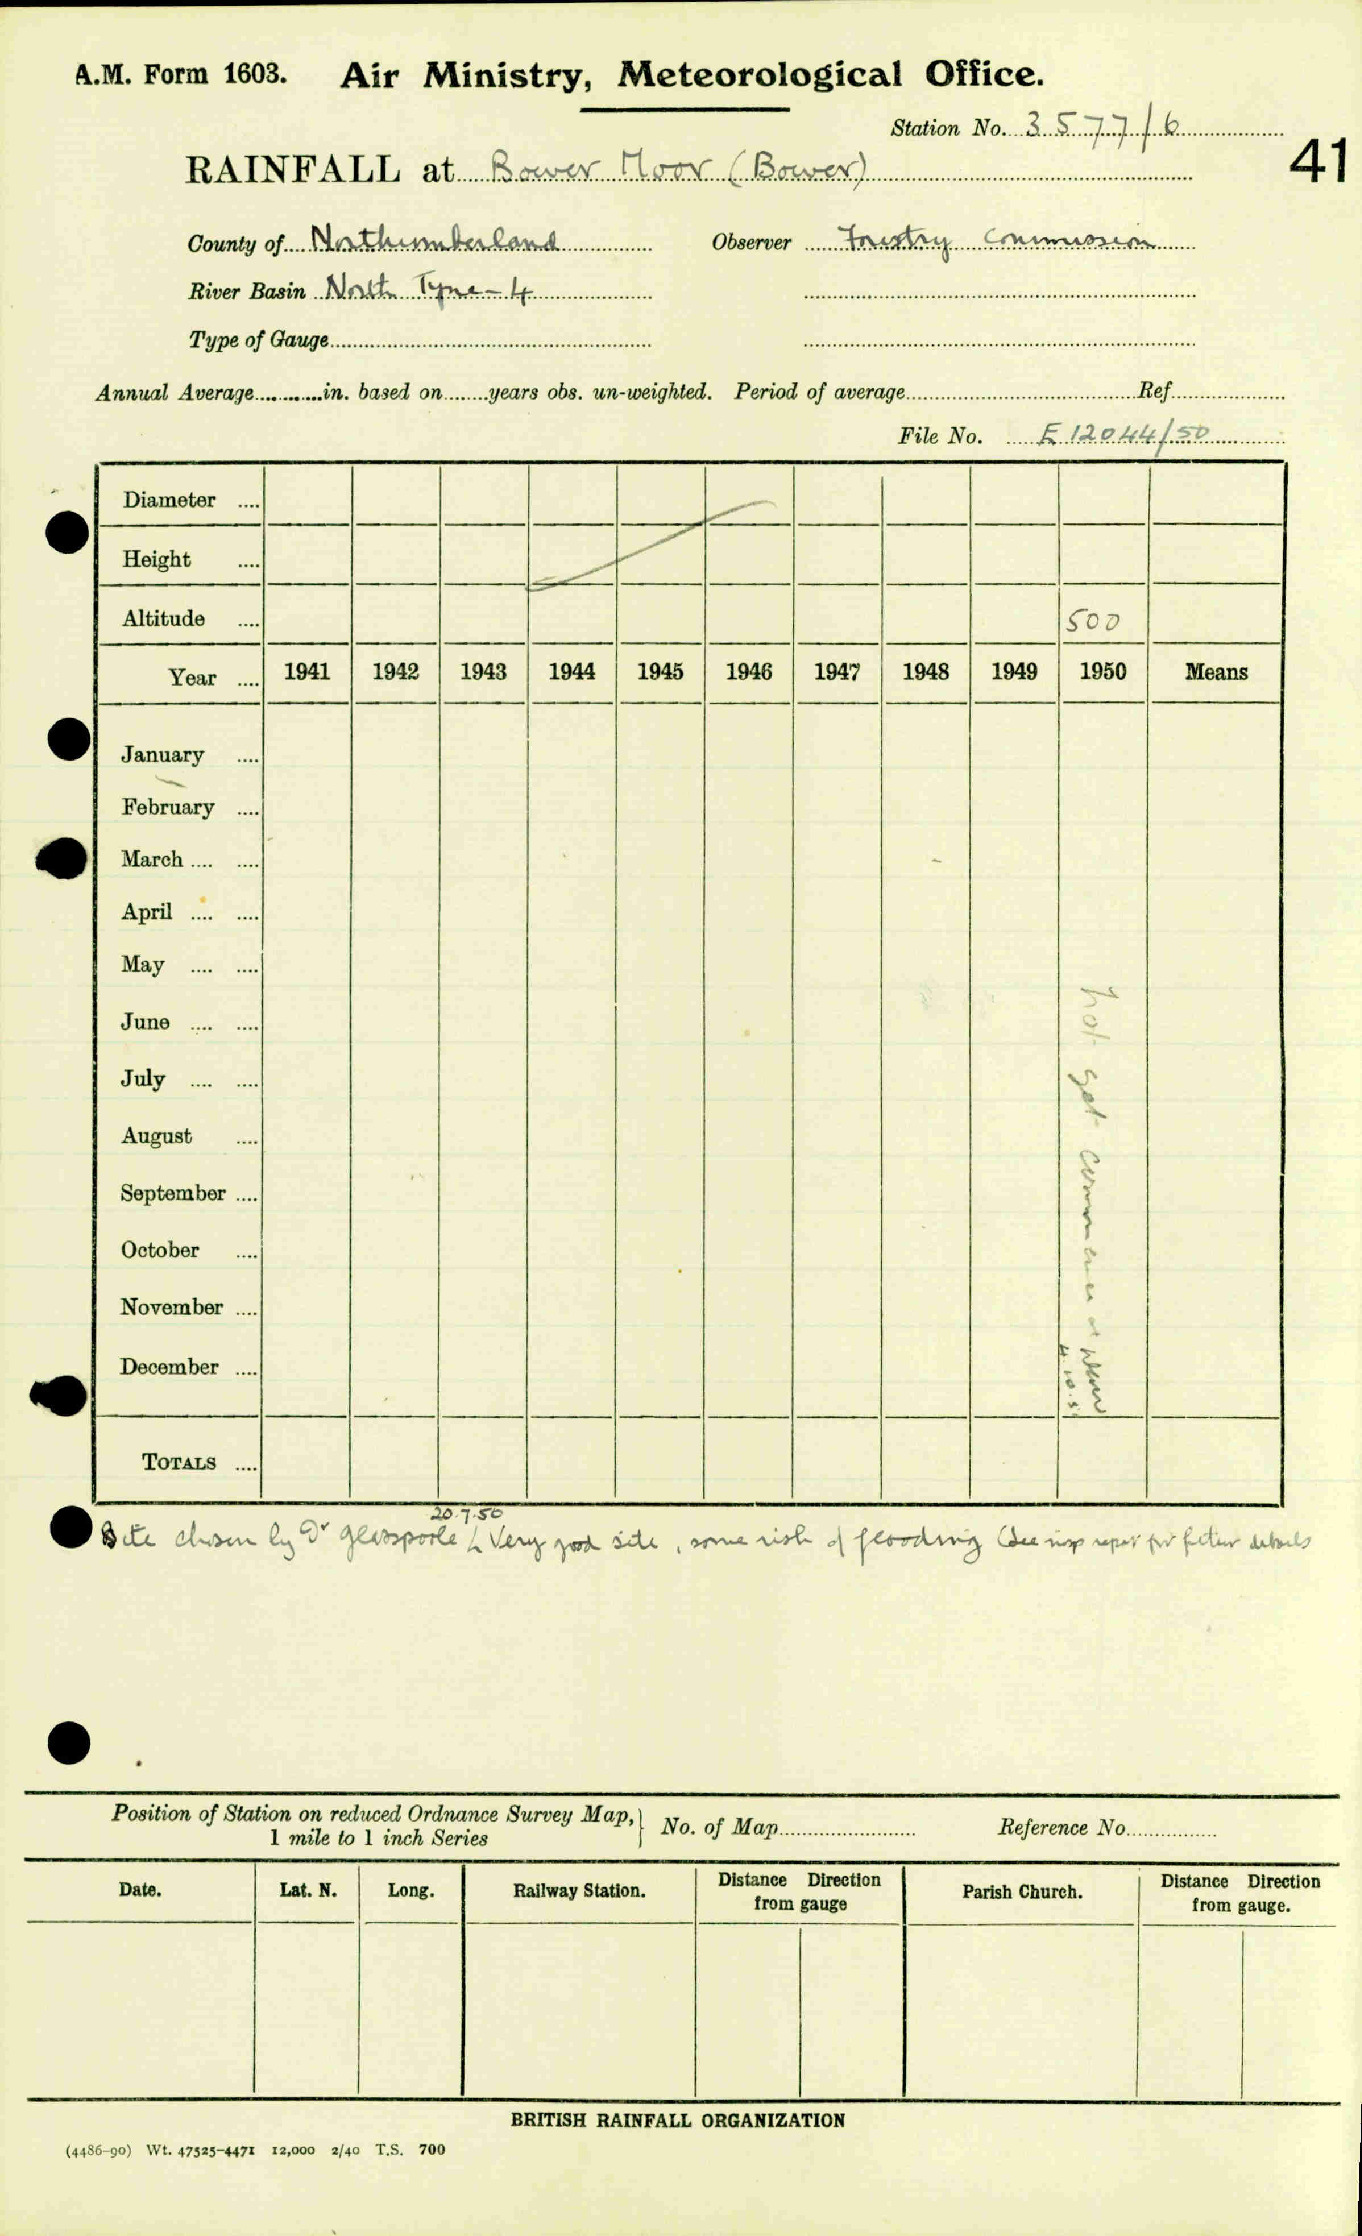 A.M. Form 1603. Air Ministry, Meteorological Office.
Station No. 3577/6
41
RAINFALL at Bower Moor (Bower)
County of Northumberland Observer Forestry Commission
River Basin North Tyne - 4
Type of Gauge
Annual Average............in. based on........years obs. un-weighted. Period of average Ref
File No. E 12044/50
Diameter ....
Height ....
Altitude .... 500
Year .... 1941 1942 1943 1944 1945 1946 1947 1948 1949 1950 Means
January ....
February ....
March .... ....
April .... ....
May .... ....
June .... ....
July .... ....
August ....
September ....
October ....
November ....
December ....
not yet commenced
4.10.5
TOTALS ....
20.7.50
Site chosen by Dr Glasspoole Very good site, some risk of flooding (See insp report for further details
Position of Station on reduced Ordnance Survey Map,} No. of Map Reference No.
1 mile to 1 inch Series
Date. Lat. N. Long. Railway Station. Distance Direction from gauge Parish Church. Distance Direction from gauge.
BRITISH RAINFALL ORGANIZATION
(4486-90) Wt. 47525-4471 12,000 2/40 T.S. 700